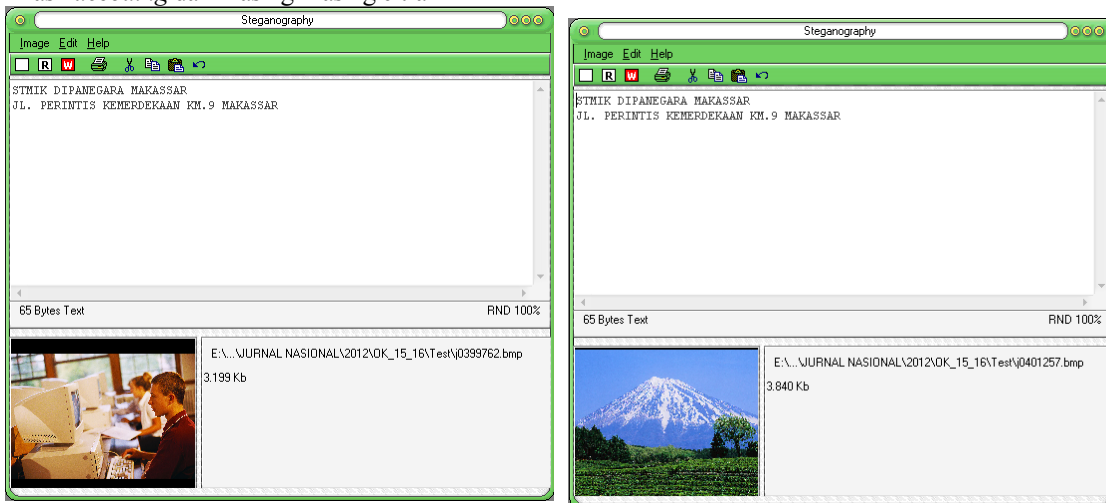 Steganography
Image Edit Help
R W
STMIK DIPANEGARA MAKASSAR
JL. PERINTIS KEMERDEKAAN KM.9 MAKASSAR
65 Bytes Text RND 100%
E:\...\JURNAL NASIONAL\2012\OK_15_16\Test\j0399762.bmp
3.199 Kb
Steganography
Image Edit Help
R W
STMIK DIPANEGARA MAKASSAR
JL. PERINTIS KEMERDEKAAN KM.9 MAKASSAR
65 Bytes Text RND 100%
E:\...\JURNAL NASIONAL\2012\OK_15_16\Test\j0401257.bmp
3.840 Kb